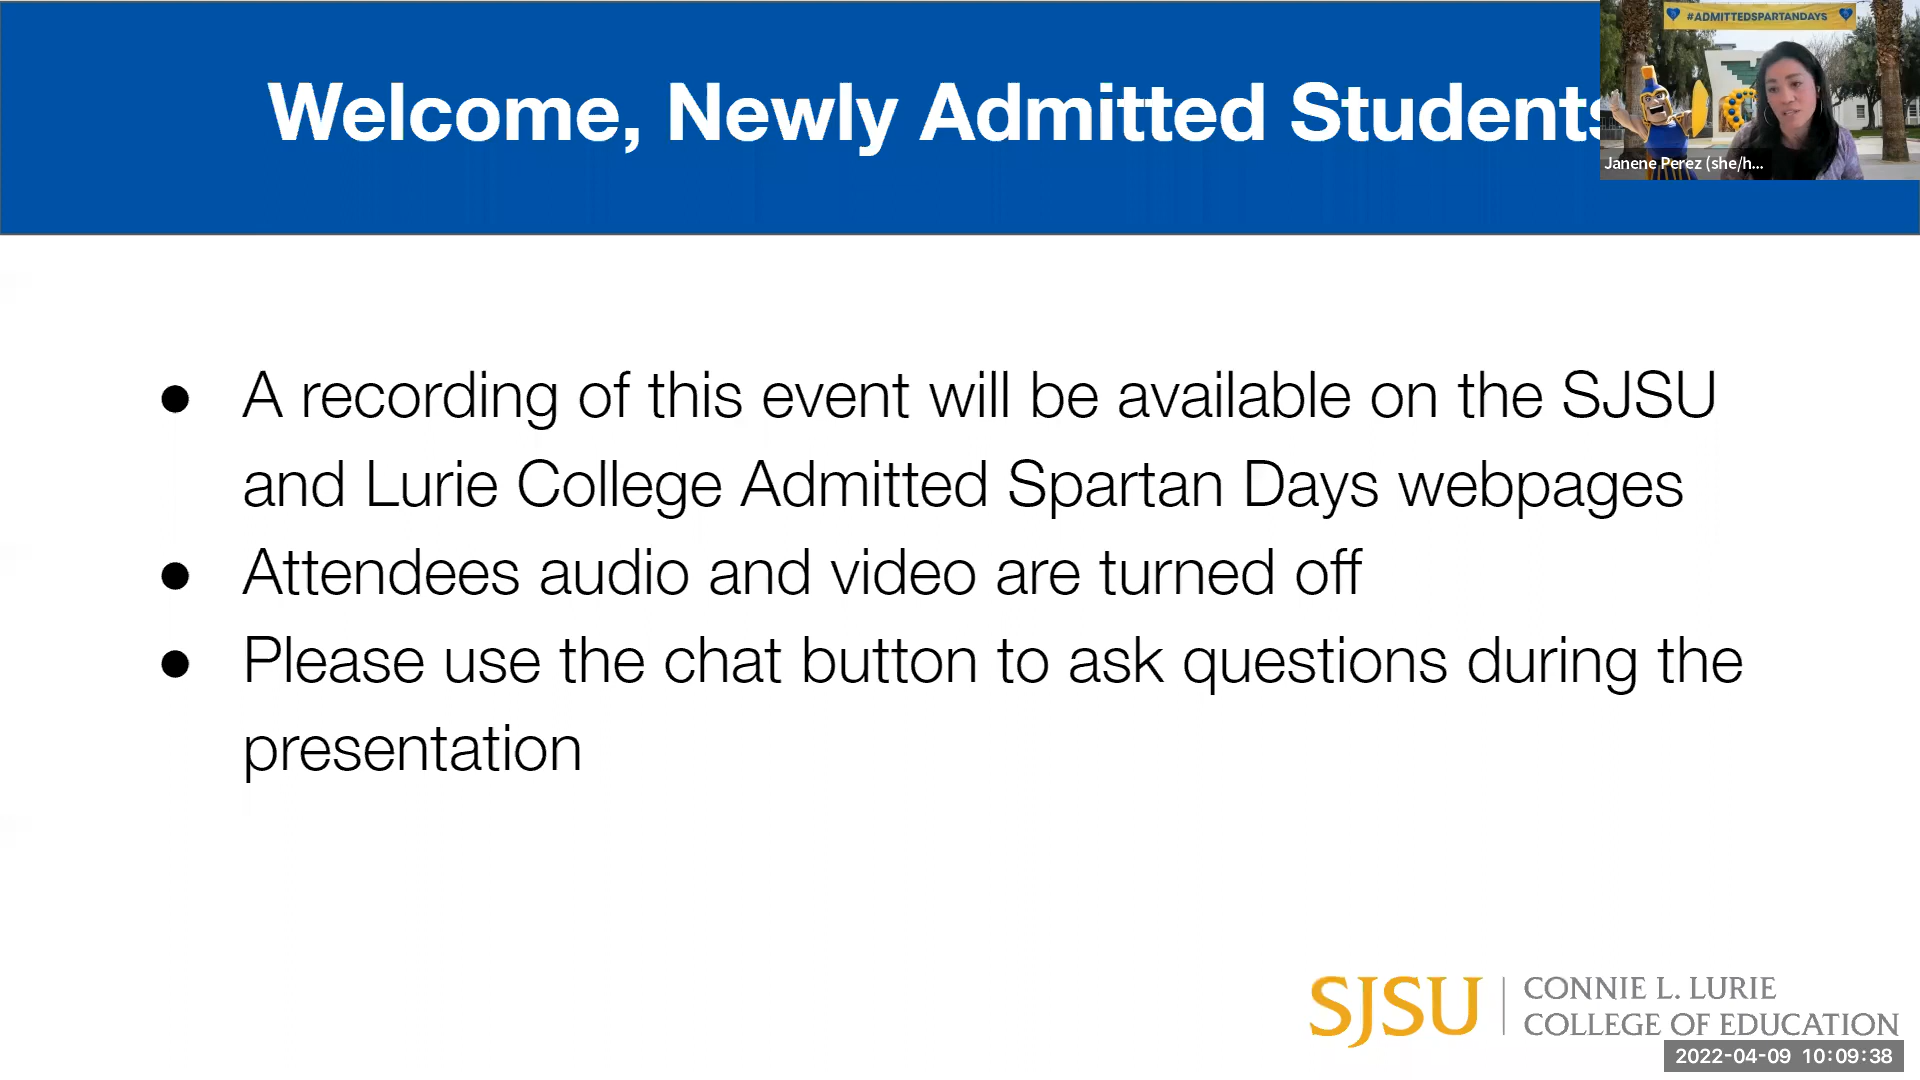 #ADMITTEDSPARTANDAYS
Welcome, Newly Admitted Students
Janene Perez (she/h...
● A recording of this event will be available on the SJSU
and Lurie College Admitted Spartan Days webpages
● Attendees audio and video are turned off
● Please use the chat button to ask questions during the
presentation
SJSU | CONNIE L. LURIE
COLLEGE OF EDUCATION
2022-04-09 10:09:38